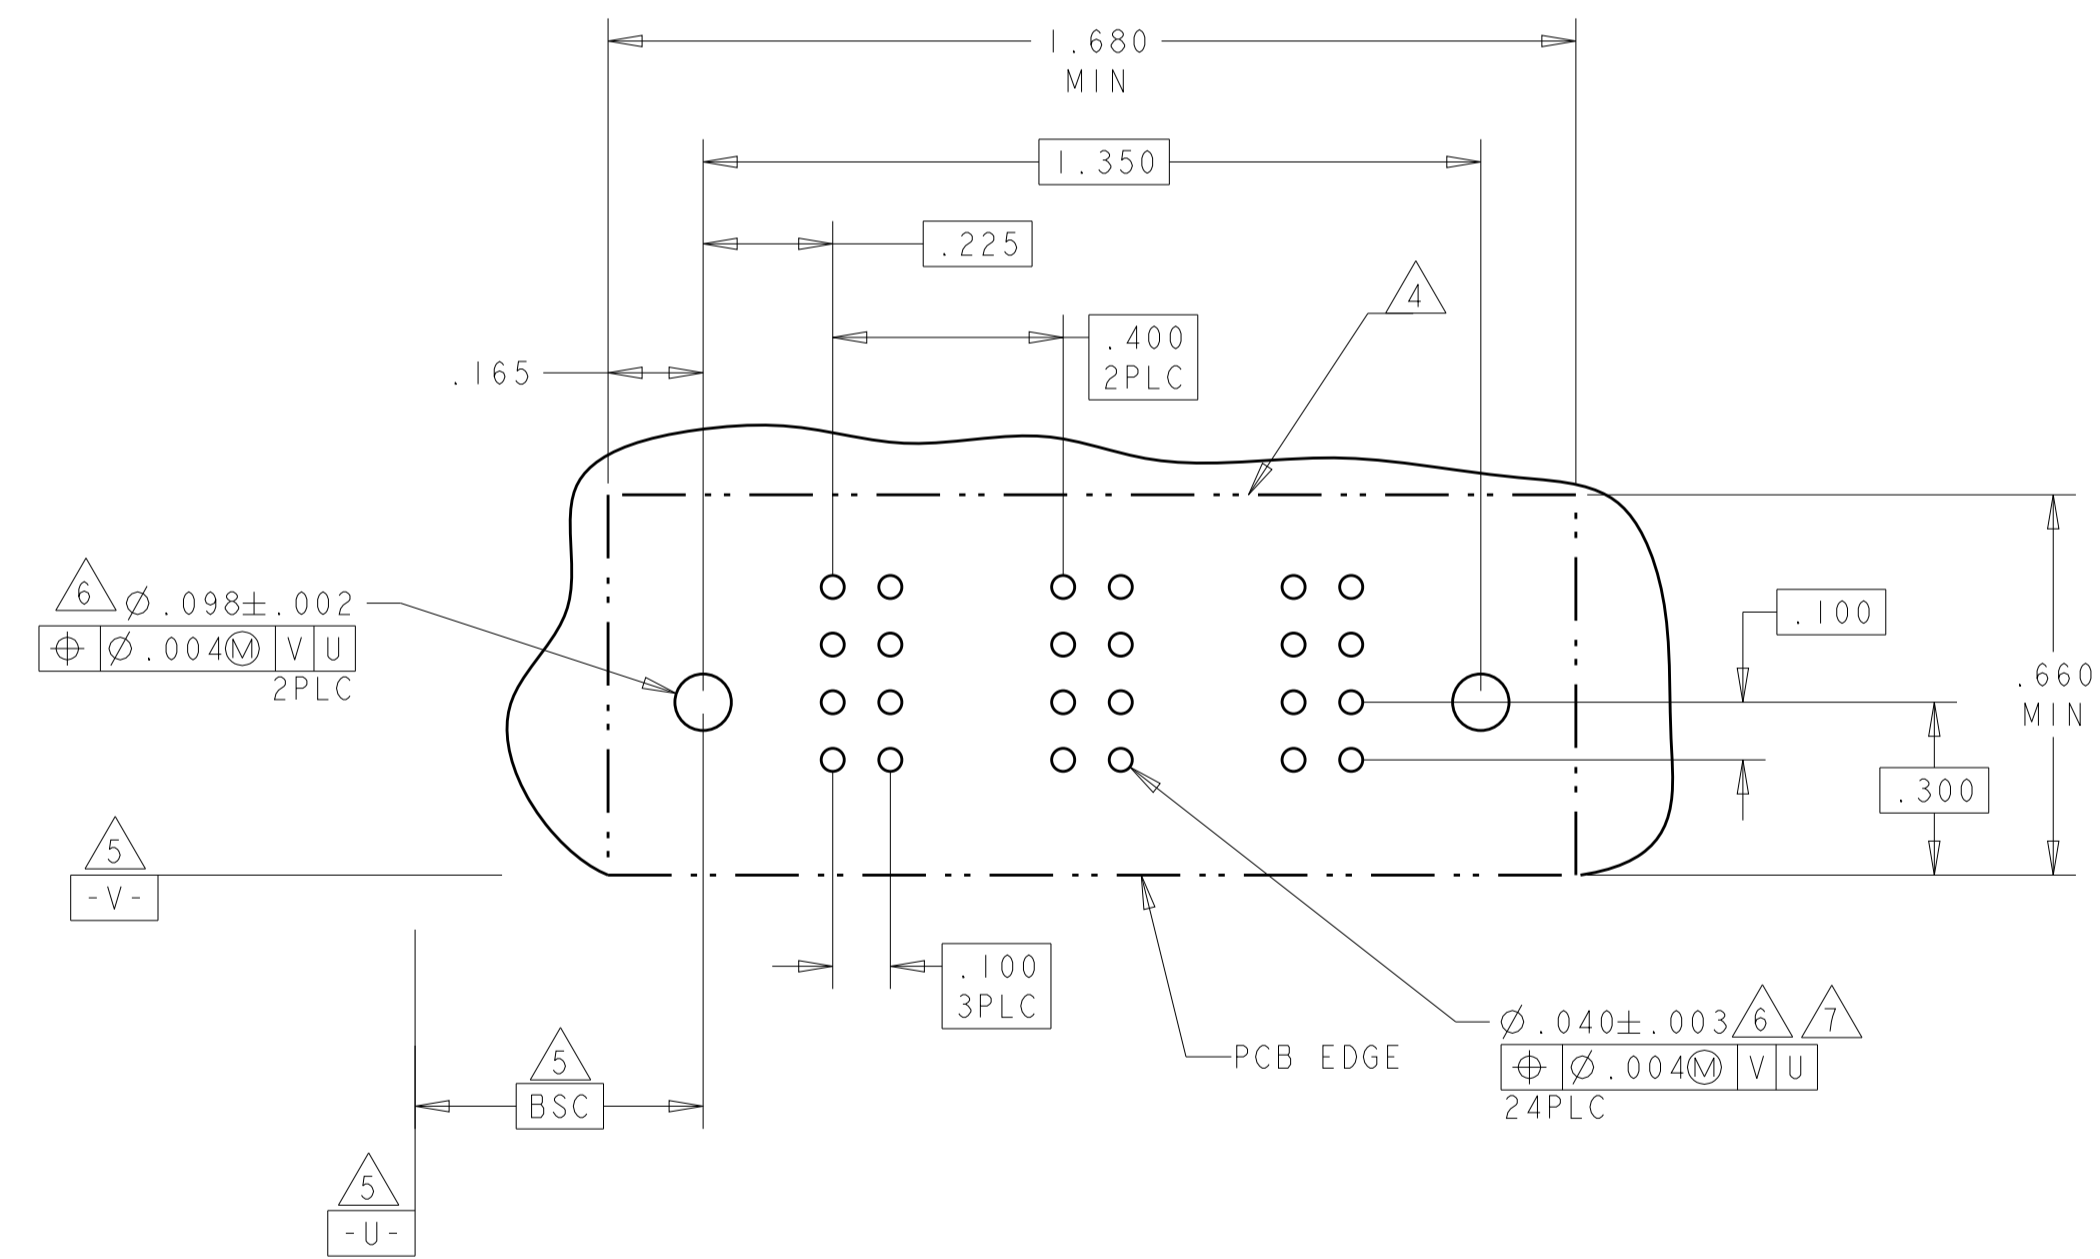 1.680
MIN
1.350
.225
4
.400
2PLC
.165
6 Ø.098±.002
⌖ Ø.004Ⓜ V U
2PLC
.100
.660
MIN
.300
5
-V-
.100
3PLC
Ø.040±.003 6 7
⌖ Ø.004Ⓜ V U
24PLC
PCB EDGE
5
BSC
5
-U-